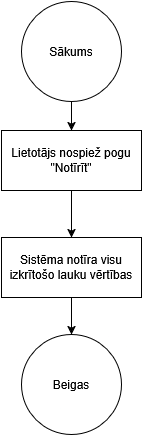 Sākums
Lietotājs nospiež pogu
"Notīrīt"
Sistēma notīra visu
izkrītošo lauku vērtības
Beigas